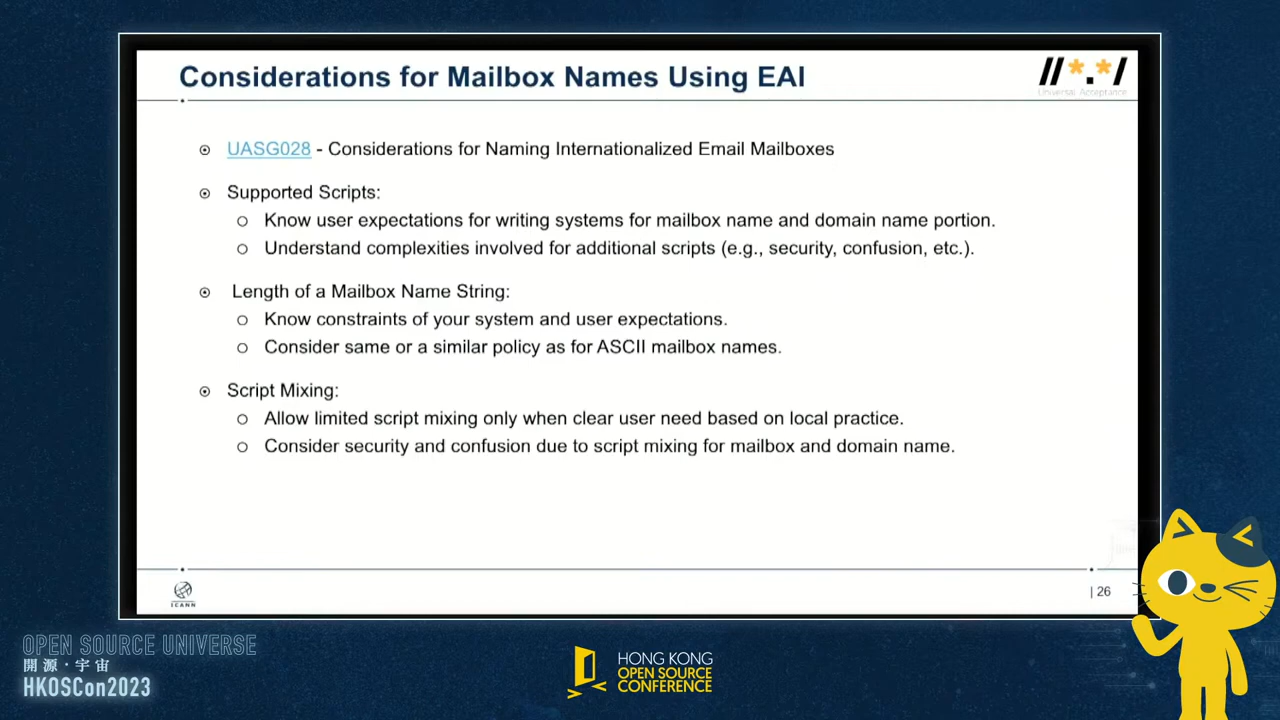 Considerations for Mailbox Names Using EAI
//*.*/
Universal Acceptance
UASG028 - Considerations for Naming Internationalized Email Mailboxes
Supported Scripts:
Know user expectations for writing systems for mailbox name and domain name portion.
Understand complexities involved for additional scripts (e.g., security, confusion, etc.).
Length of a Mailbox Name String:
Know constraints of your system and user expectations.
Consider same or a similar policy as for ASCII mailbox names.
Script Mixing:
Allow limited script mixing only when clear user need based on local practice.
Consider security and confusion due to script mixing for mailbox and domain name.
ICANN
| 26
OPEN SOURCE UNIVERSE
開源·宇宙
HKOSCon2023
HONG KONG
OPEN SOURCE
CONFERENCE